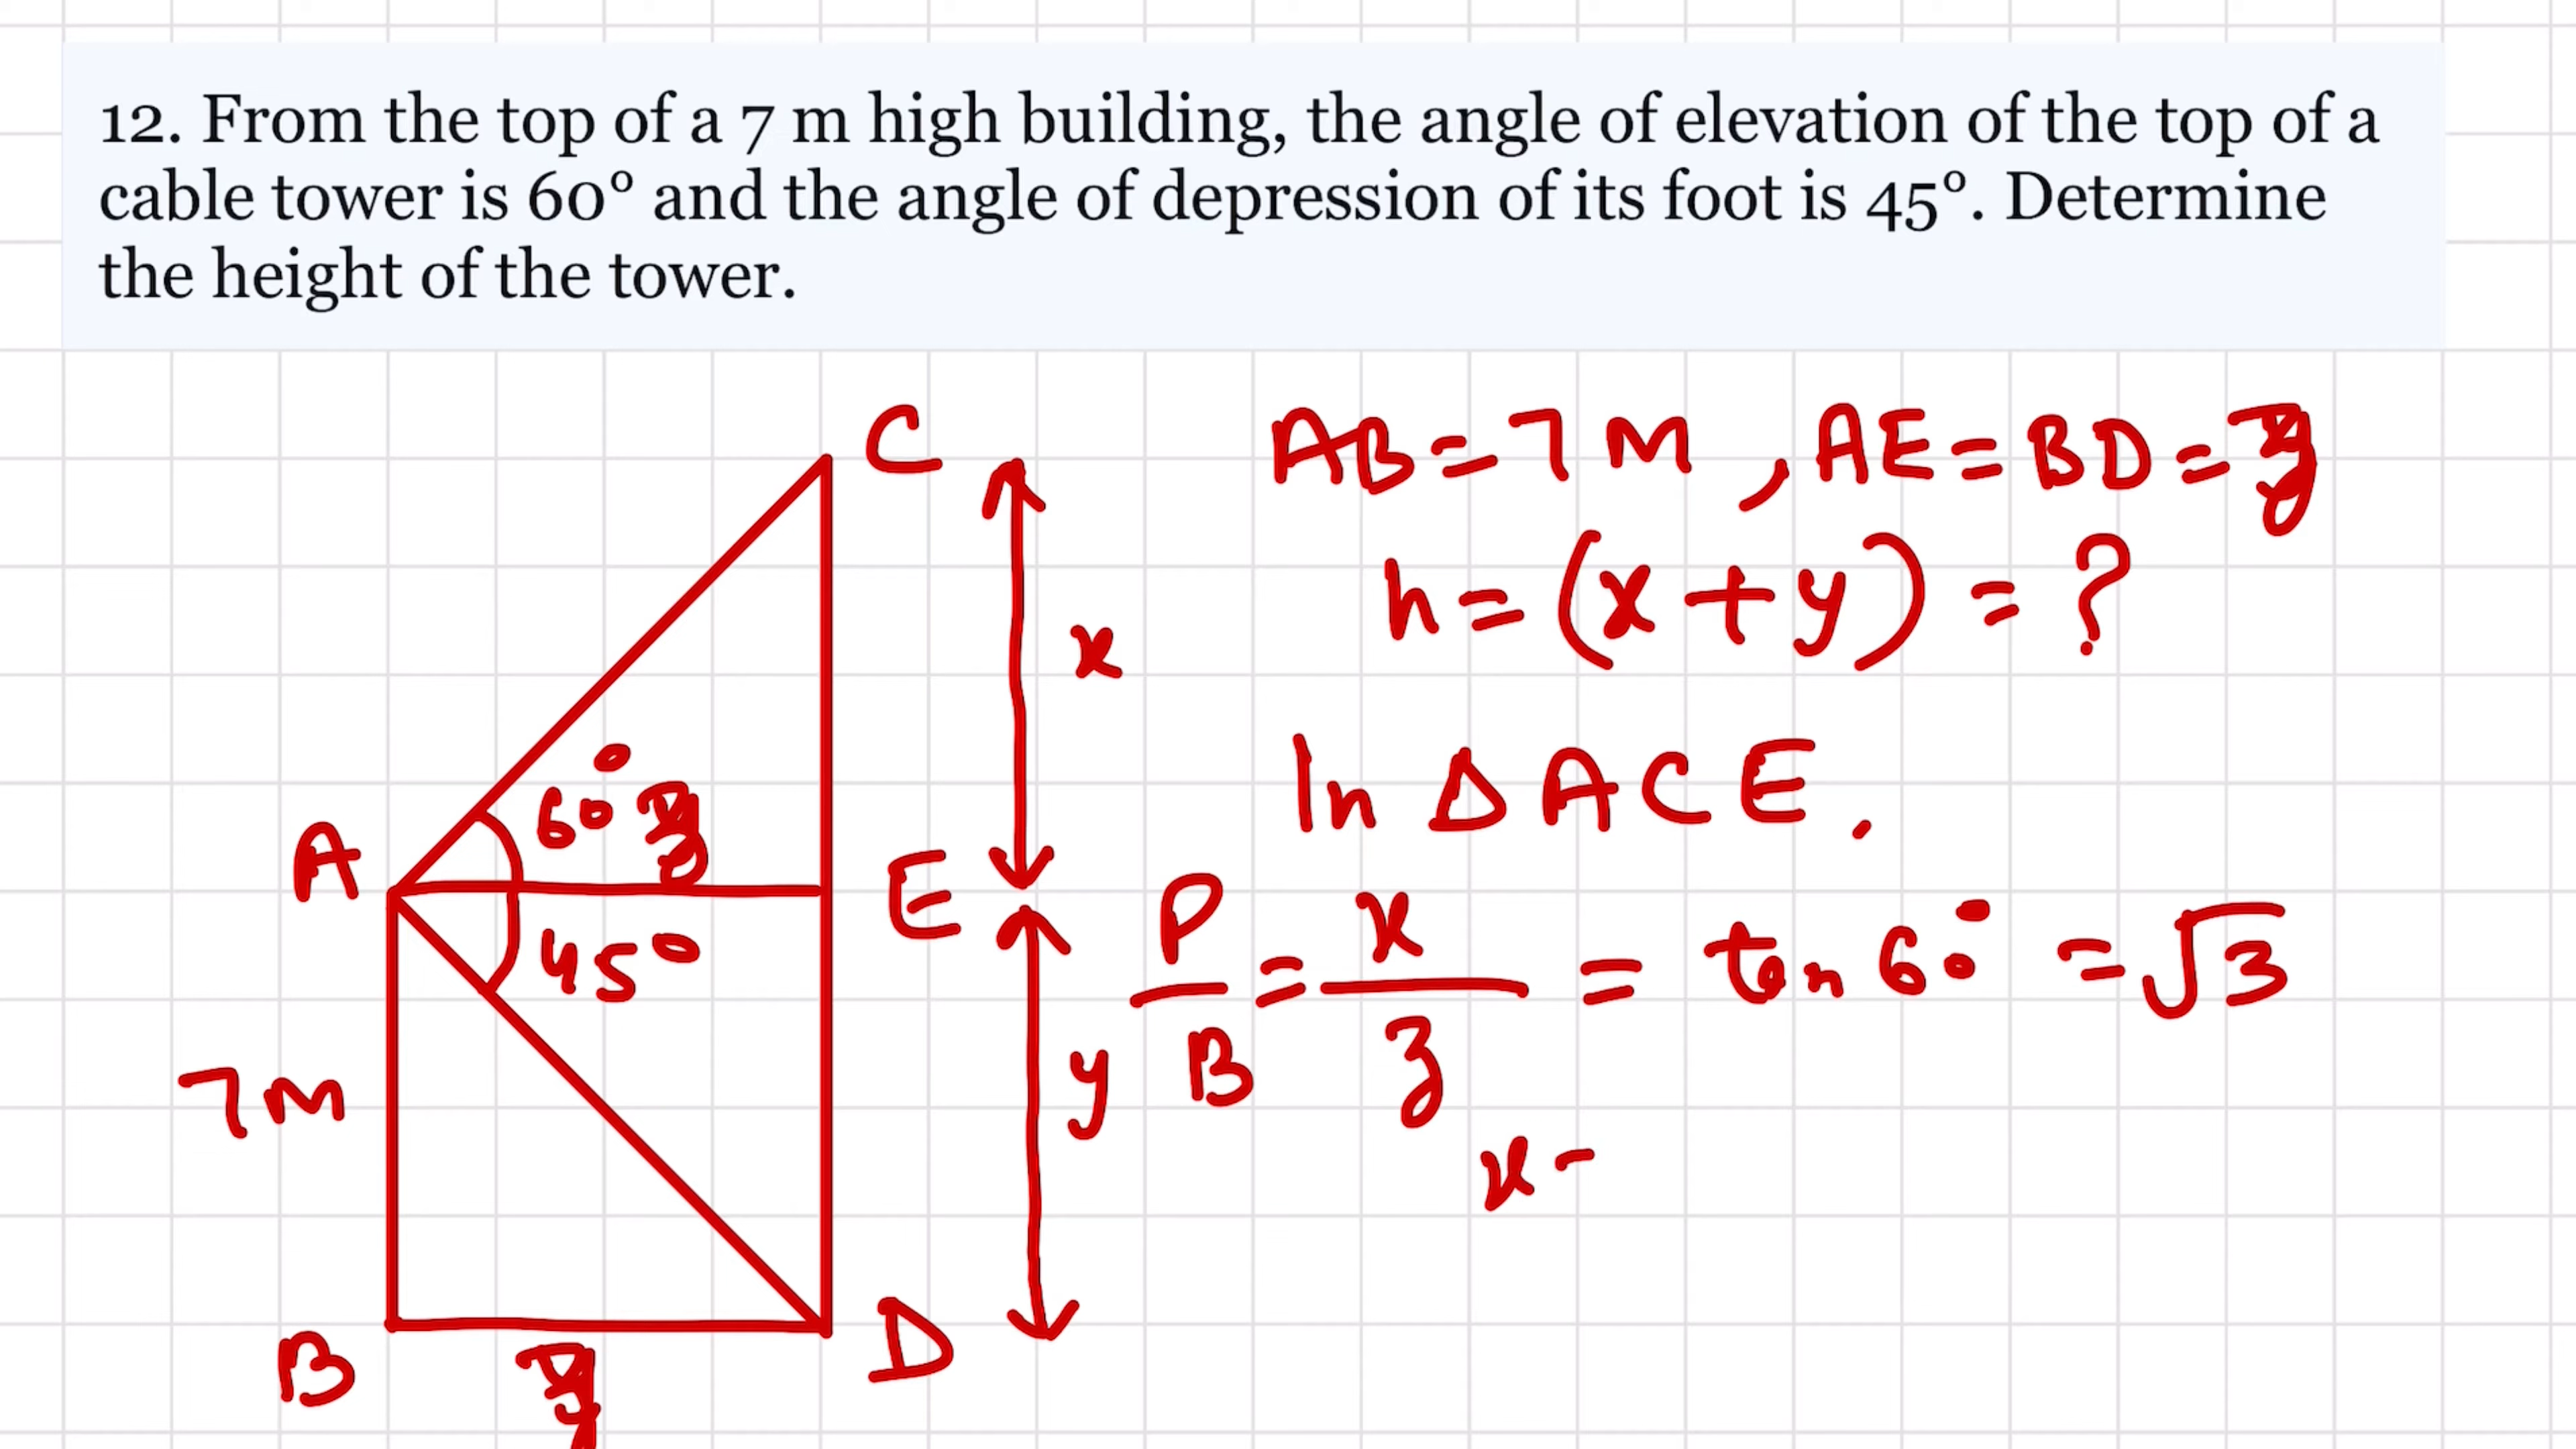 12. From the top of a 7 m high building, the angle of elevation of the top of a
cable tower is 60° and the angle of depression of its foot is 45°. Determine
the height of the tower.
C
AB=7M, AE=BD=z
h=(x+y)=?
x
In ΔACE.
60° z
A
E
45°
P/B = x/z = tan 60° = √3
7M
y
x=
B
D
z